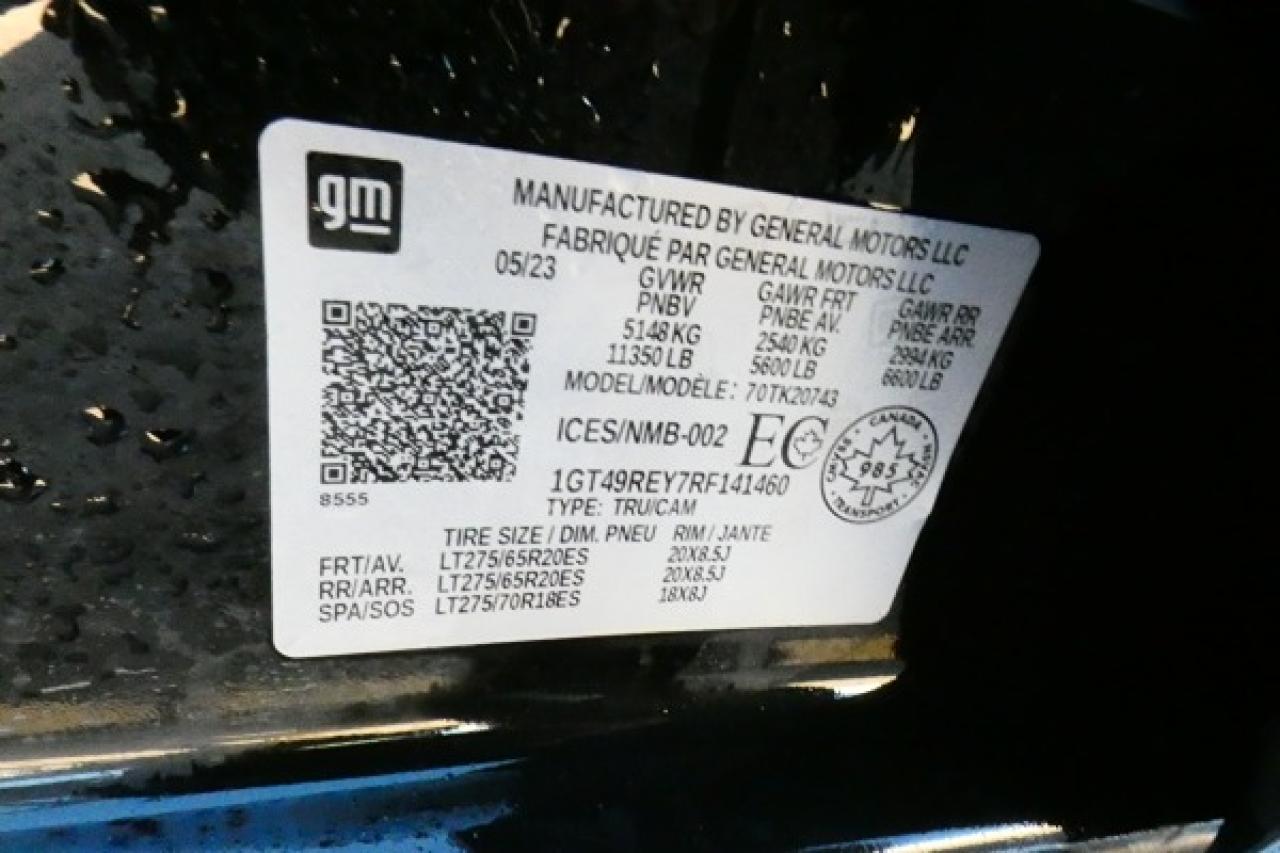 gm
MANUFACTURED BY GENERAL MOTORS LLC
FABRIQUÉ PAR GENERAL MOTORS LLC
05/23 GVWR GAWR FRT GAWR RR
PNBV PNBE AV. PNBE ARR.
5148 KG 2540 KG 2994 KG
11350 LB 5600 LB 6600 LB
MODEL/MODÈLE: 70TK20743
ICES/NMB-002 EC
CANADA
985
TRANSPORT
1GT49REY7RF141460
8555
TYPE: TRU/CAM
TIRE SIZE / DIM. PNEU RIM / JANTE
FRT/AV. LT275/65R20ES 20X8.5J
RR/ARR. LT275/65R20ES 20X8.5J
SPA/SOS LT275/70R18ES 18X8J